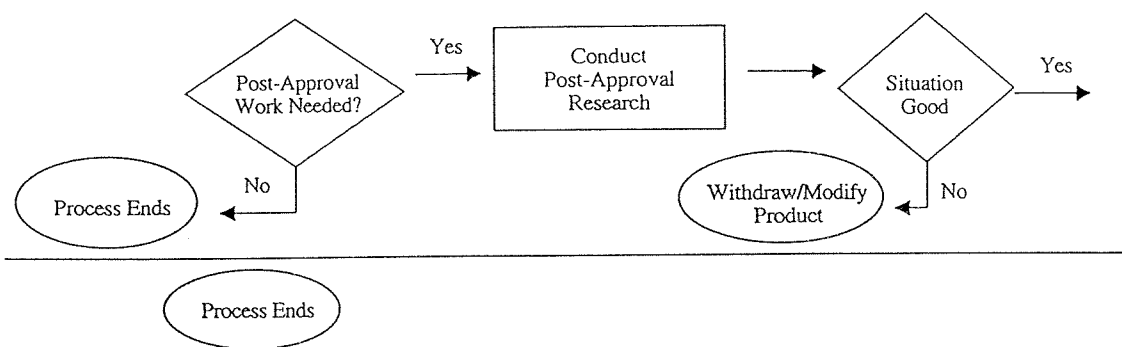 Post-Approval
Work Needed?
Yes
Conduct
Post-Approval
Research
Situation
Good
Yes
No
Process Ends
Withdraw/Modify
Product
No
Process Ends